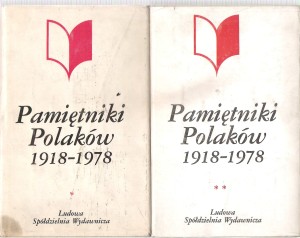 Pamiętniki
Polaków
1918-1978
*
Ludowa
Spółdzielnia Wydawnicza
Pamiętniki
Polaków
1918-1978
**
Ludowa
Spółdzielnia Wydawnicza